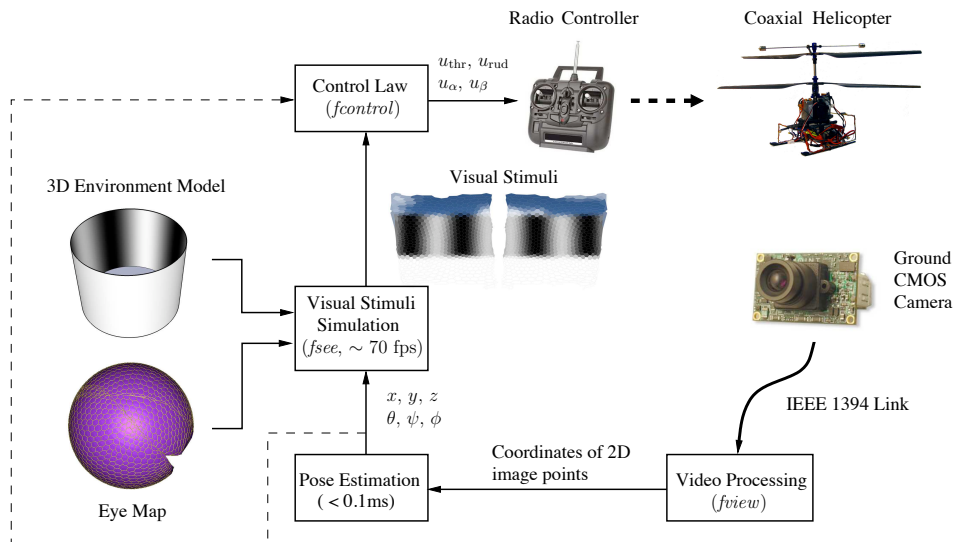 Radio Controller
Coaxial Helicopter
Control Law
(fcontrol)
u_thr, u_rud
u_α, u_β
3D Environment Model
Visual Stimuli
Ground
CMOS
Camera
Visual Stimuli
Simulation
(fsee, ∼ 70 fps)
x, y, z
θ, ψ, φ
IEEE 1394 Link
Eye Map
Pose Estimation
( < 0.1ms)
Coordinates of 2D
image points
Video Processing
(fview)